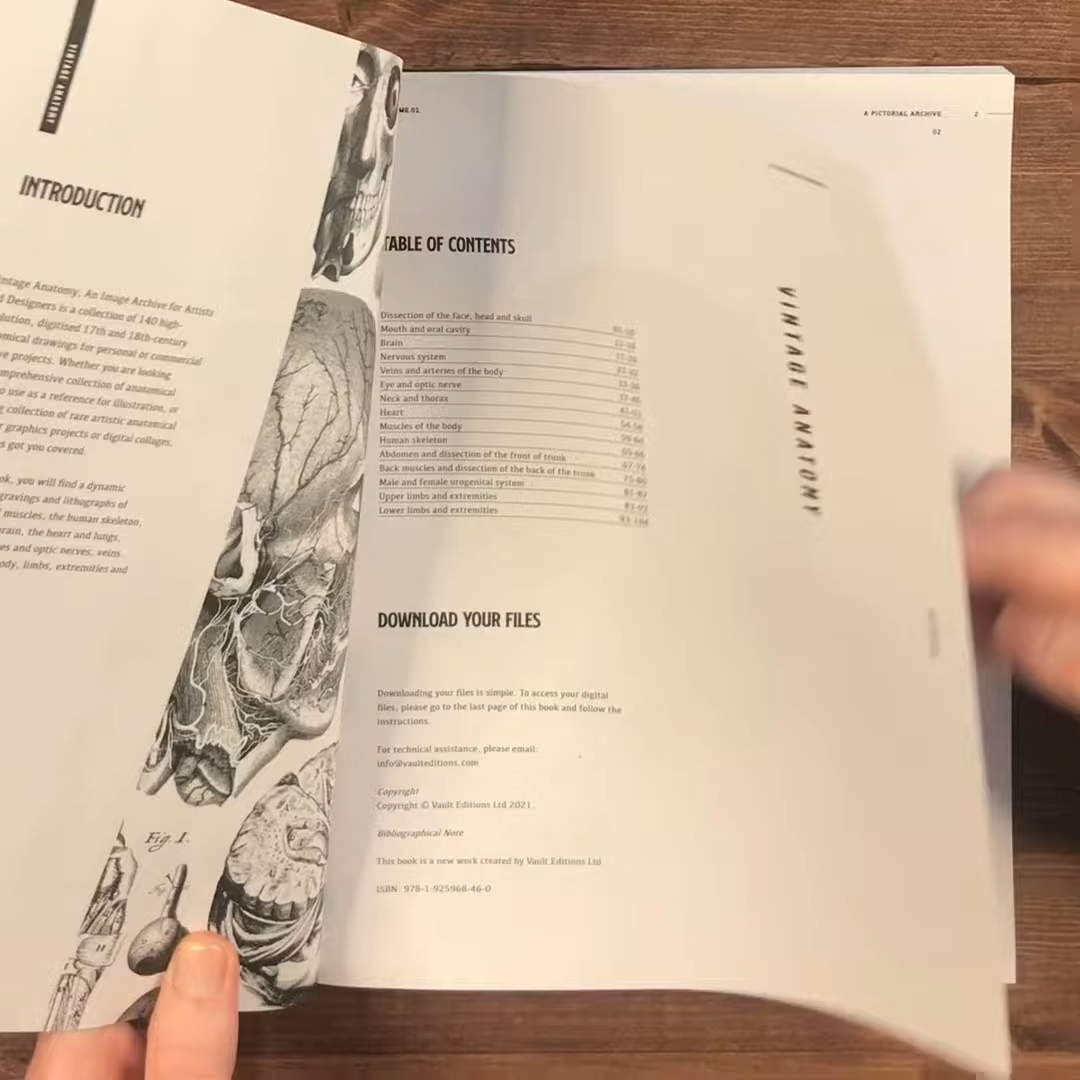 VINTAGE ANATOMY
INTRODUCTION
ntage Anatomy, An Image Archive for Artists
d Designers is a collection of 140 high-
lution, digitised 17th and 18th-century
omical drawings for personal or commercial
ve projects. Whether you are looking
mprehensive collection of anatomical
o use as a reference for illustration, or
g collection of rare artistic anatomical
r graphics projects or digital collages,
s got you covered.
ok, you will find a dynamic
gravings and lithographs of
muscles, the human skeleton,
rain, the heart and lungs,
es and optic nerves, veins
ody, limbs, extremities and
Fig. I.
H
ME.01
A PICTORIAL ARCHIVE 2
02
TABLE OF CONTENTS
Dissection of the face, head and skull
Mouth and oral cavity
Brain
Nervous system
Veins and arteries of the body
Eye and optic nerve
Neck and thorax
Heart
Muscles of the body
Human skeleton
Abdomen and dissection of the front of trunk
Back muscles and dissection of the back of the trunk
Male and female urogenital system
Upper limbs and extremities
Lower limbs and extremities
VINTAGE ANATOMY
DOWNLOAD YOUR FILES
Downloading your files is simple. To access your digital
files, please go to the last page of this book and follow the
instructions.
For technical assistance, please email:
info@vaulteditions.com
Copyright
Copyright © Vault Editions Ltd 2021.
Bibliographical Note
This book is a new work created by Vault Editions Ltd
ISBN: 978-1-925968-46-0